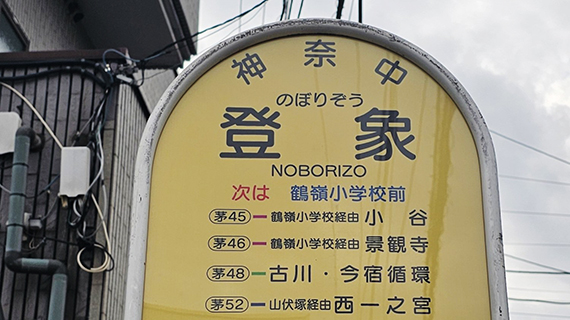 神奈中
のぼりぞう
登象
NOBORIZO
次は 鶴嶺小学校前
茅45 鶴嶺小学校経由 小谷
茅46 鶴嶺小学校経由 景観寺
茅48 古川・今宿循環
茅52 山伏塚経由 西一之宮